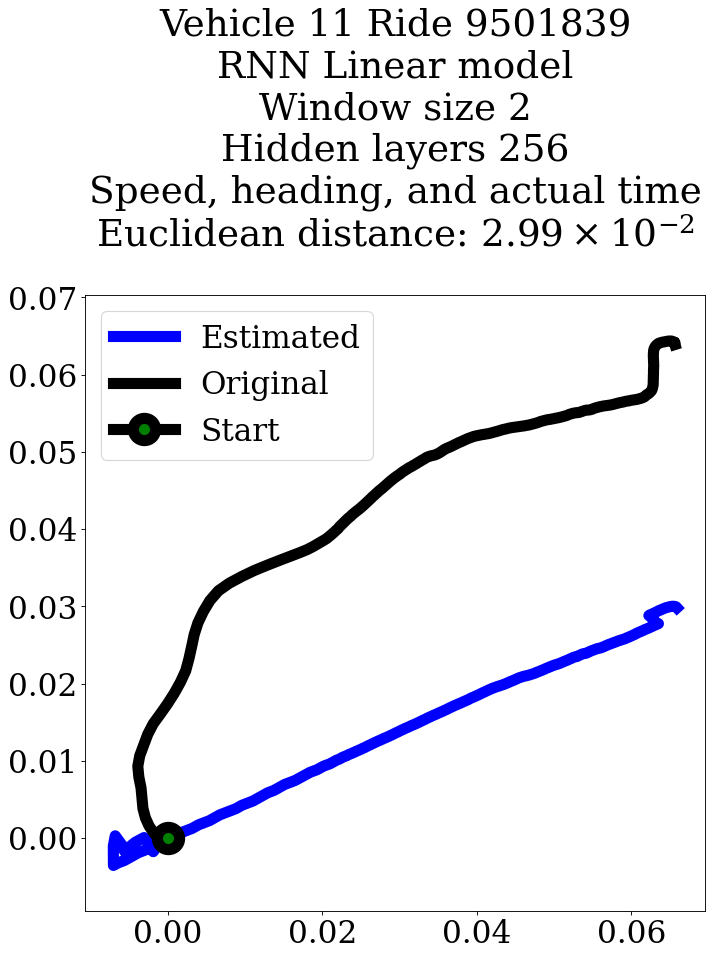 Vehicle 11 Ride 9501839
RNN Linear model
Window size 2
Hidden layers 256
Speed, heading, and actual time
Euclidean distance: 2.99 × 10⁻²
0.07
0.06
0.05
0.04
0.03
0.02
0.01
0.00
Estimated
Original
Start
0.00 0.02 0.04 0.06